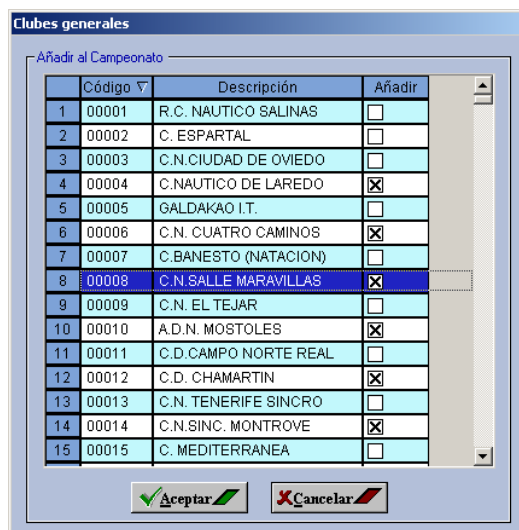 Clubes generales
Añadir al Campeonato
Código Descripción Añadir
1 00001 R.C. NAUTICO SALINAS
2 00002 C. ESPARTAL
3 00003 C.N.CIUDAD DE OVIEDO
4 00004 C.NAUTICO DE LAREDO
5 00005 GALDAKAO I.T.
6 00006 C.N. CUATRO CAMINOS
7 00007 C.BANESTO (NATACION)
8 00008 C.N.SALLE MARAVILLAS
9 00009 C.N. EL TEJAR
10 00010 A.D.N. MOSTOLES
11 00011 C.D.CAMPO NORTE REAL
12 00012 C.D. CHAMARTIN
13 00013 C.N. TENERIFE SINCRO
14 00014 C.N.SINC. MONTROVE
15 00015 C. MEDITERRANEA
Aceptar Cancelar